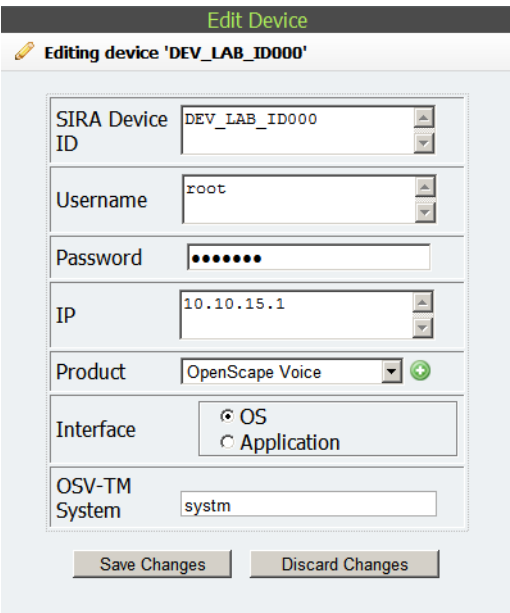 Edit Device
Editing device 'DEV_LAB_ID000'
SIRA Device ID
DEV_LAB_ID000
Username
root
Password
●●●●●●●
IP
10.10.15.1
Product
OpenScape Voice
Interface
OS
Application
OSV-TM System
systm
Save Changes
Discard Changes